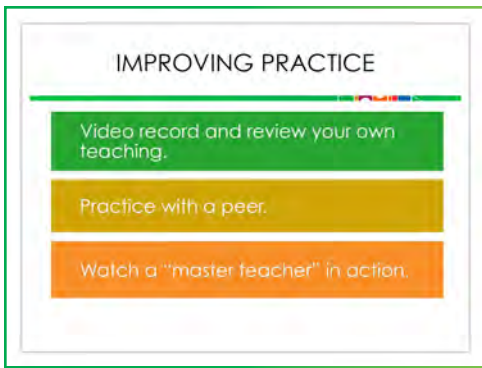 IMPROVING PRACTICE
Video record and review your own
teaching.
Practice with a peer.
Watch a “master teacher” in action.